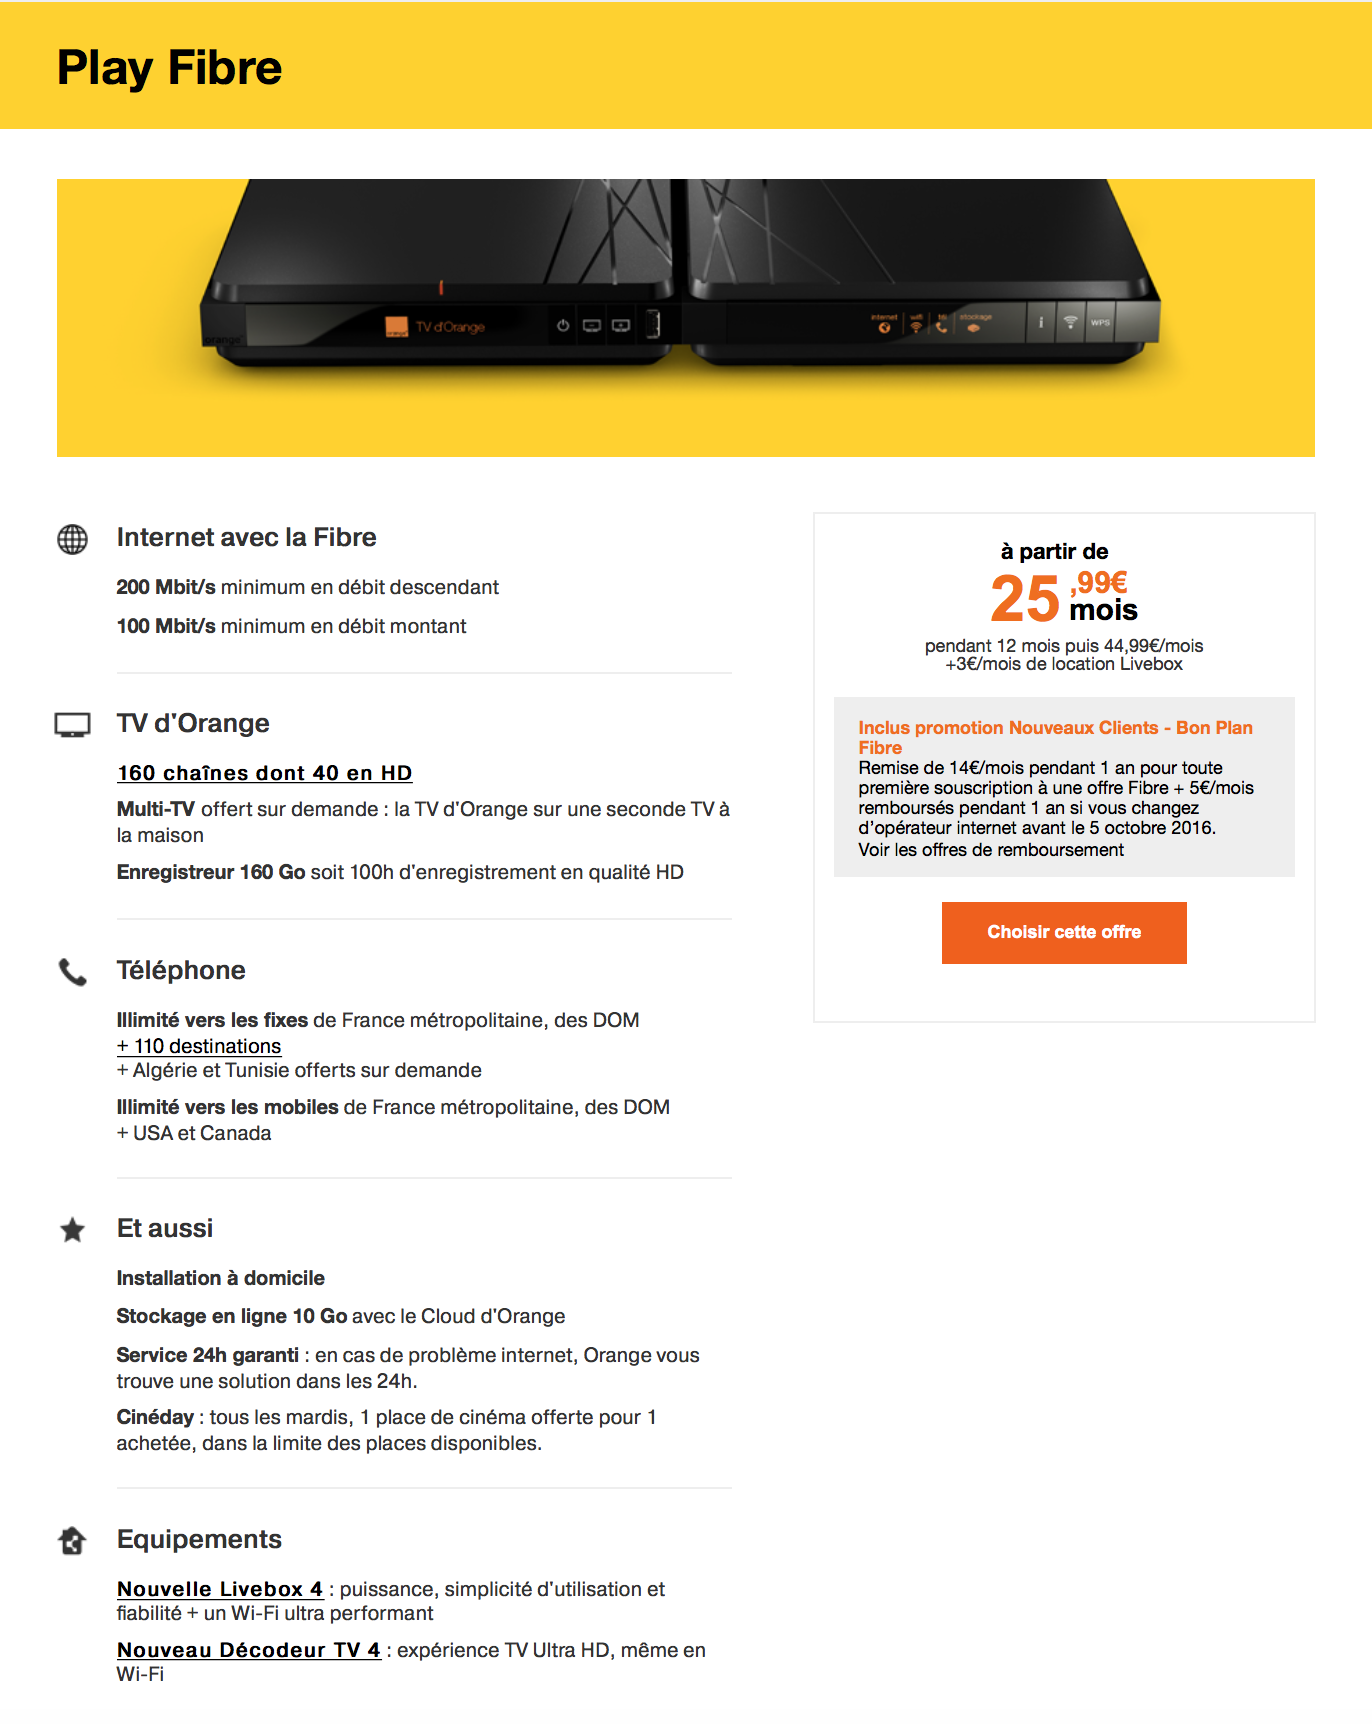 Play Fibre
orange
TV d'Orange
orange
internet
wifi
tél
stockage
i
WPS
Internet avec la Fibre
200 Mbit/s minimum en débit descendant
100 Mbit/s minimum en débit montant
TV d'Orange
160 chaînes dont 40 en HD
Multi-TV offert sur demande : la TV d'Orange sur une seconde TV à
la maison
Enregistreur 160 Go soit 100h d'enregistrement en qualité HD
Téléphone
Illimité vers les fixes de France métropolitaine, des DOM
+ 110 destinations
+ Algérie et Tunisie offerts sur demande
Illimité vers les mobiles de France métropolitaine, des DOM
+ USA et Canada
Et aussi
Installation à domicile
Stockage en ligne 10 Go avec le Cloud d'Orange
Service 24h garanti : en cas de problème internet, Orange vous
trouve une solution dans les 24h.
Cinéday : tous les mardis, 1 place de cinéma offerte pour 1
achetée, dans la limite des places disponibles.
Equipements
Nouvelle Livebox 4 : puissance, simplicité d'utilisation et
fiabilité + un Wi-Fi ultra performant
Nouveau Décodeur TV 4 : expérience TV Ultra HD, même en
Wi-Fi
à partir de
25,99€
mois
pendant 12 mois puis 44,99€/mois
+3€/mois de location Livebox
Inclus promotion Nouveaux Clients - Bon Plan
Fibre
Remise de 14€/mois pendant 1 an pour toute
première souscription à une offre Fibre + 5€/mois
remboursés pendant 1 an si vous changez
d’opérateur internet avant le 5 octobre 2016.
Voir les offres de remboursement
Choisir cette offre